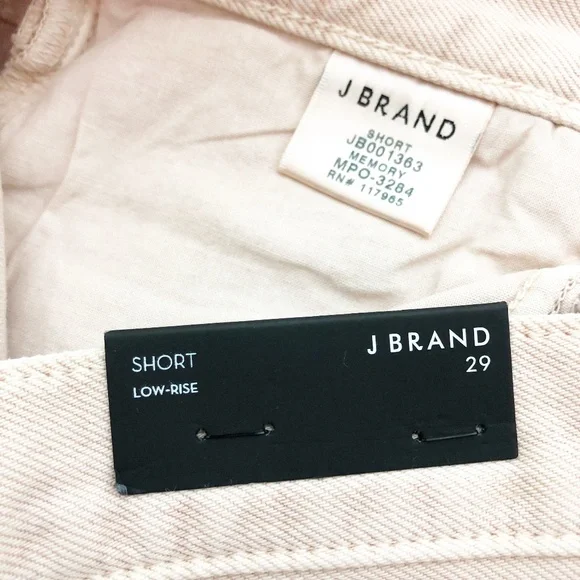 J BRAND
SHORT
JB001363
MEMORY
MPO-3284
RN# 117965
SHORT
LOW-RISE
J BRAND
29